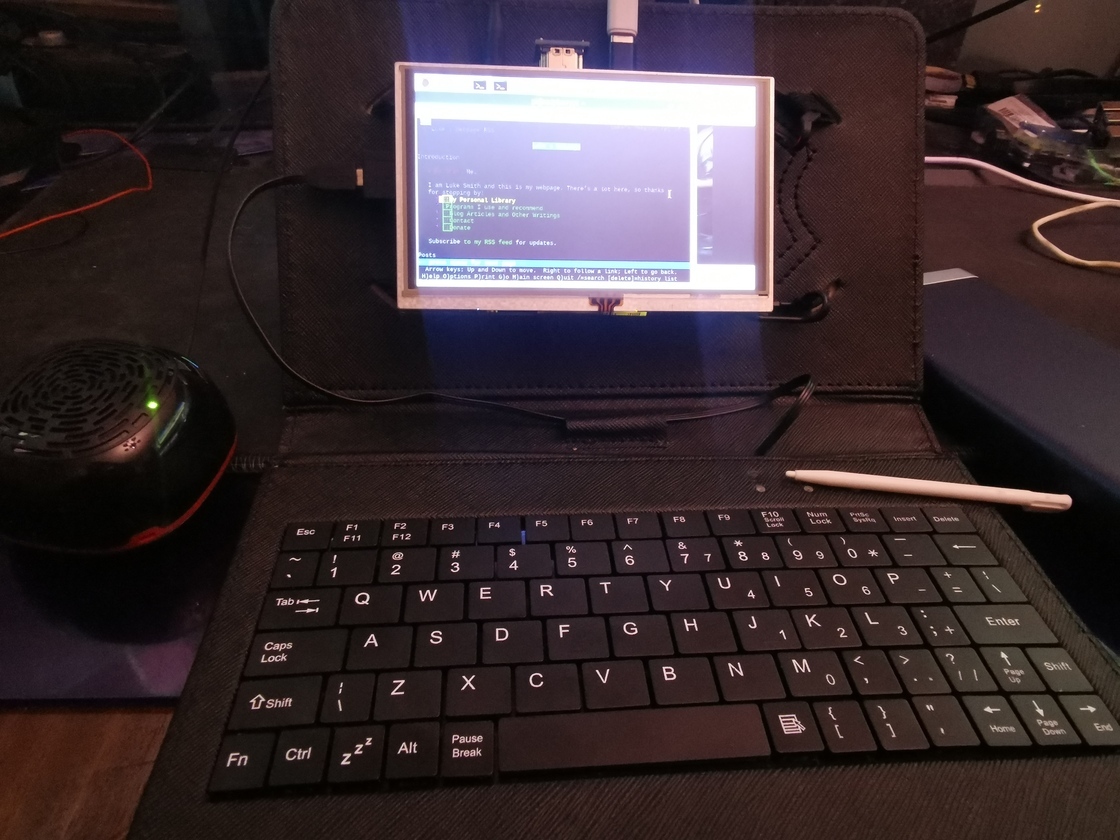 Introduction
Me.
I am Luke Smith and this is my webpage. There's a lot here, so thanks
for stopping by:
My Personal Library
Programs I use and recommend
Blog Articles and Other Writings
Contact
Donate
Subscribe to my RSS feed for updates.
Posts
Arrow keys: Up and Down to move. Right to follow a link; Left to go back.
H)elp O)ptions P)rint G)o M)ain screen Q)uit /=search [delete]=history list
Esc F1 F2 F3 F4 F5 F6 F7 F8 F9 F10 Num PrtSc Insert Delete
F11 F12 Scroll Lock Lock SysRq
~ ! @ # $ % ^ & * ( ) _
` 1 2 3 4 5 6 7 7 8 8 9 9 0 * - ←
Tab Q W E R T Y U 4 I 5 O 6 P - + = ¦ \
Caps Lock A S D F G H J 1 K 2 L 3 : ; + Enter
Shift ¦ \ Z X C V B N M 0 < , > . . ? / / ↑ Page Up Shift
Fn Ctrl zzz Alt Pause Break { [ } ] " ' ← Home ↓ Page Down → End